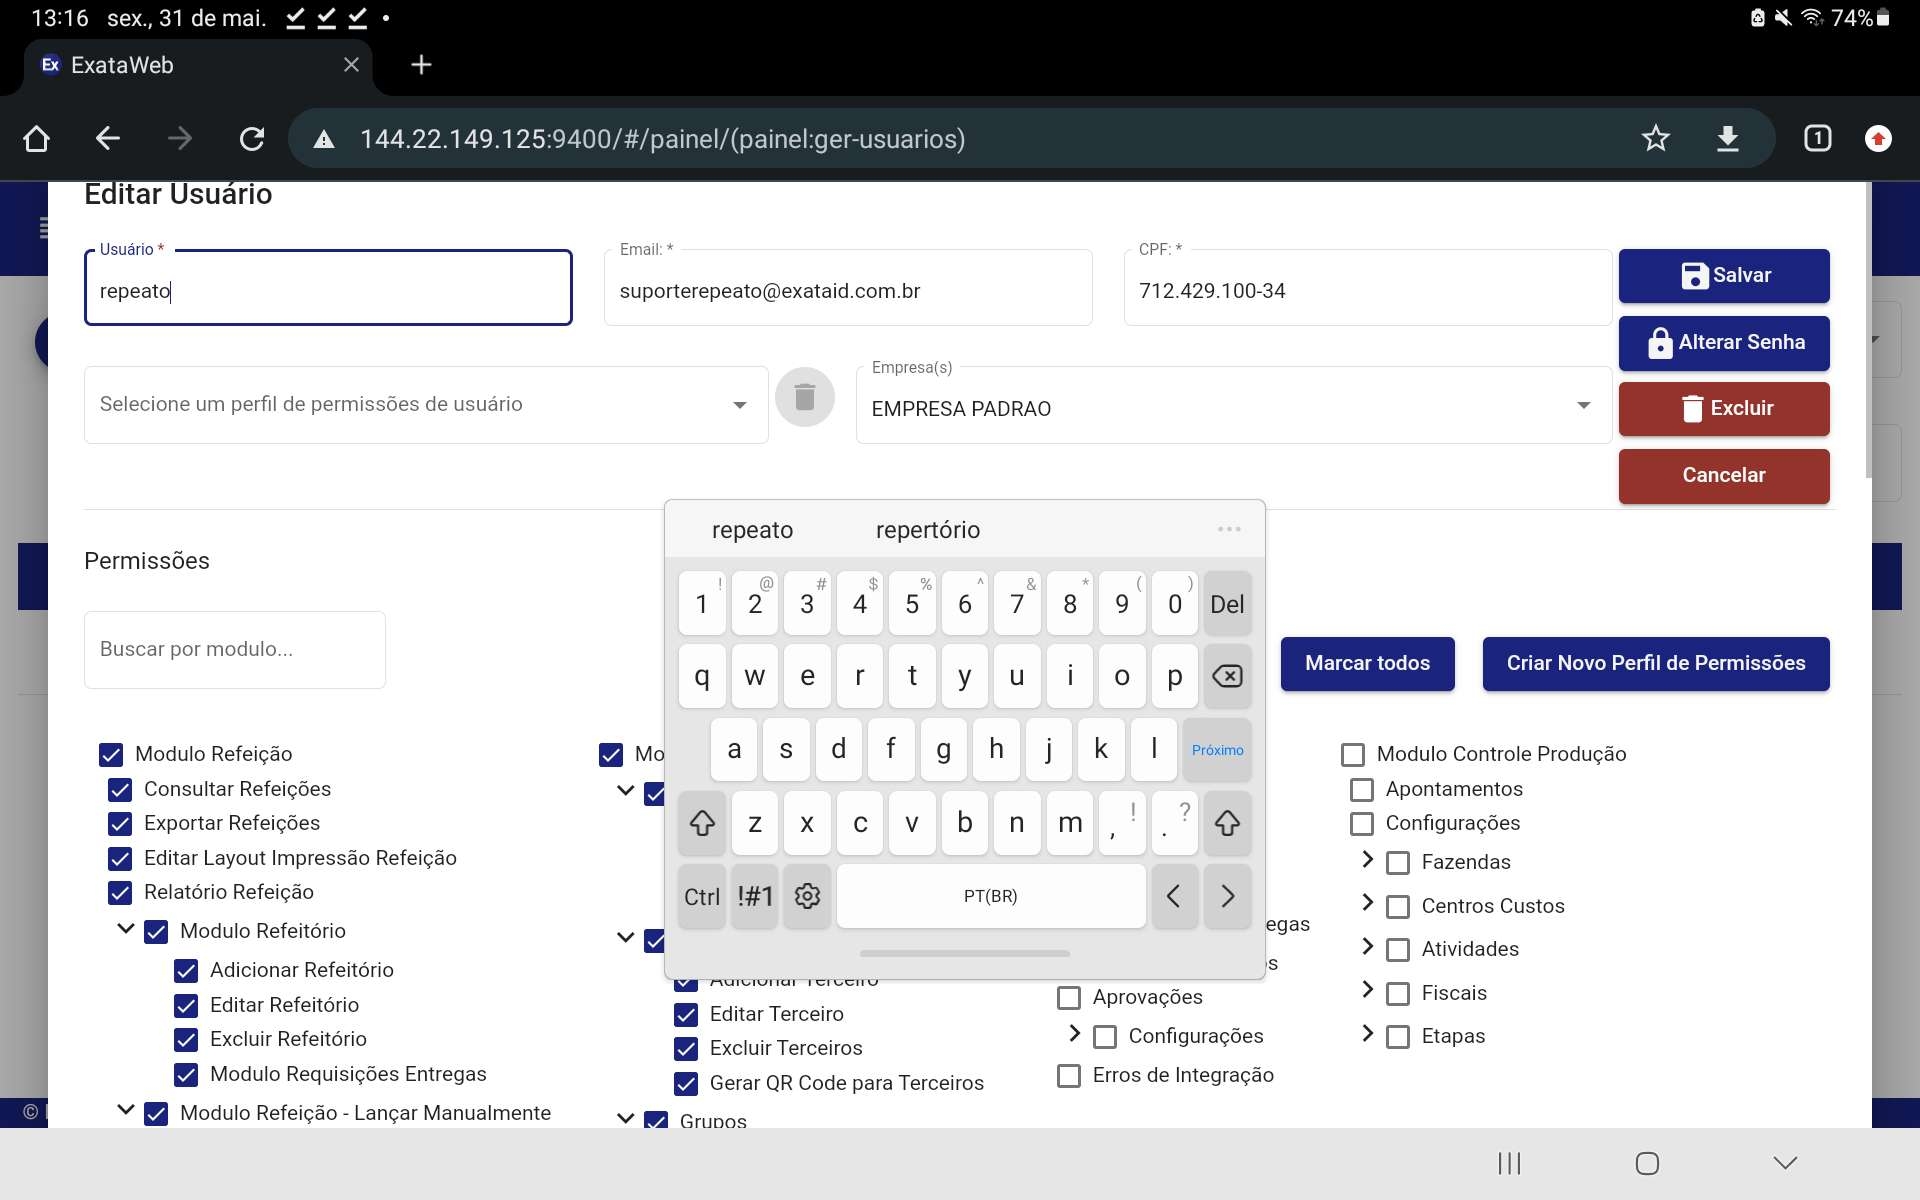 13:16 sex., 31 de mai.
74%
Ex ExataWeb
144.22.149.125:9400/#/painel/(painel:ger-usuarios)
1
Editar Usuário
Usuário *
repeato
Email: *
suporterepeato@exataid.com.br
CPF: *
712.429.100-34
Salvar
Alterar Senha
Selecione um perfil de permissões de usuário
Empresa(s)
EMPRESA PADRAO
Excluir
Cancelar
Permissões
Buscar por modulo...
Marcar todos
Criar Novo Perfil de Permissões
repeato repertório
! @ # $ % ^ & * ( )
1 2 3 4 5 6 7 8 9 0 Del
q w e r t y u i o p
a s d f g h j k l Próximo
z x c v b n m , ! . ?
Ctrl !#1 PT(BR) < >
Modulo Refeição
Consultar Refeições
Exportar Refeições
Editar Layout Impressão Refeição
Relatório Refeição
Modulo Refeitório
Adicionar Refeitório
Editar Refeitório
Excluir Refeitório
Modulo Requisições Entregas
Modulo Refeição - Lançar Manualmente
Mo
Adicionar Terceiro
Editar Terceiro
Excluir Terceiros
Gerar QR Code para Terceiros
Grupos
egas
os
Aprovações
Configurações
Erros de Integração
Modulo Controle Produção
Apontamentos
Configurações
Fazendas
Centros Custos
Atividades
Fiscais
Etapas
©